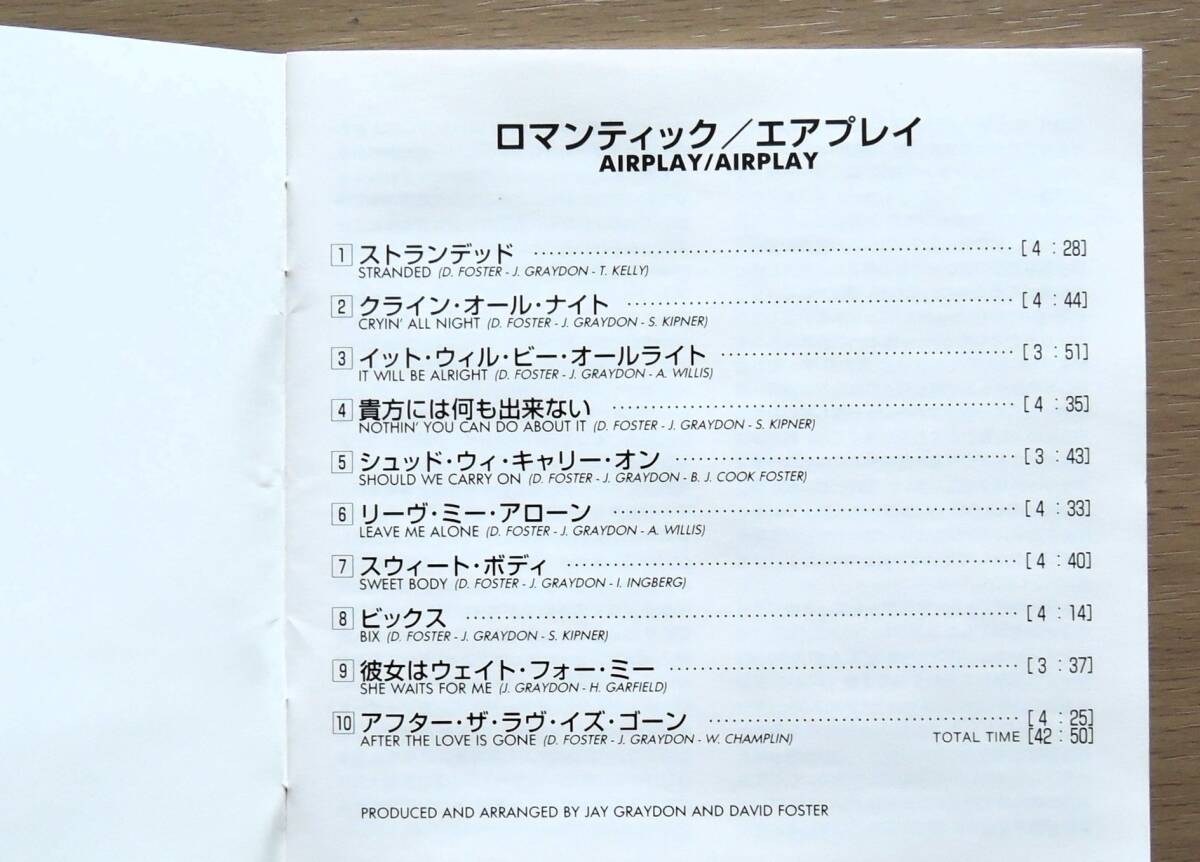 ロマンティック／エアプレイ
AIRPLAY/AIRPLAY
1 ストランデッド [4：28]
STRANDED (D. FOSTER - J. GRAYDON - T. KELLY)
2 クライン・オール・ナイト [4：44]
CRYIN' ALL NIGHT (D. FOSTER - J. GRAYDON - S. KIPNER)
3 イット・ウィル・ビー・オールライト [3：51]
IT WILL BE ALRIGHT (D. FOSTER - J. GRAYDON - A. WILLIS)
4 貴方には何も出来ない [4：35]
NOTHIN' YOU CAN DO ABOUT IT (D. FOSTER - J. GRAYDON - S. KIPNER)
5 シュッド・ウィ・キャリー・オン [3：43]
SHOULD WE CARRY ON (D. FOSTER - J. GRAYDON - B. J. COOK FOSTER)
6 リーヴ・ミー・アローン [4：33]
LEAVE ME ALONE (D. FOSTER - J. GRAYDON - A. WILLIS)
7 スウィート・ボディ [4：40]
SWEET BODY (D. FOSTER - J. GRAYDON - I. INGBERG)
8 ビックス [4：14]
BIX (D. FOSTER - J. GRAYDON - S. KIPNER)
9 彼女はウェイト・フォー・ミー [3：37]
SHE WAITS FOR ME (J. GRAYDON - H. GARFIELD)
10 アフター・ザ・ラヴ・イズ・ゴーン [4：25]
AFTER THE LOVE IS GONE (D. FOSTER - J. GRAYDON - W. CHAMPLIN) TOTAL TIME [42：50]
PRODUCED AND ARRANGED BY JAY GRAYDON AND DAVID FOSTER